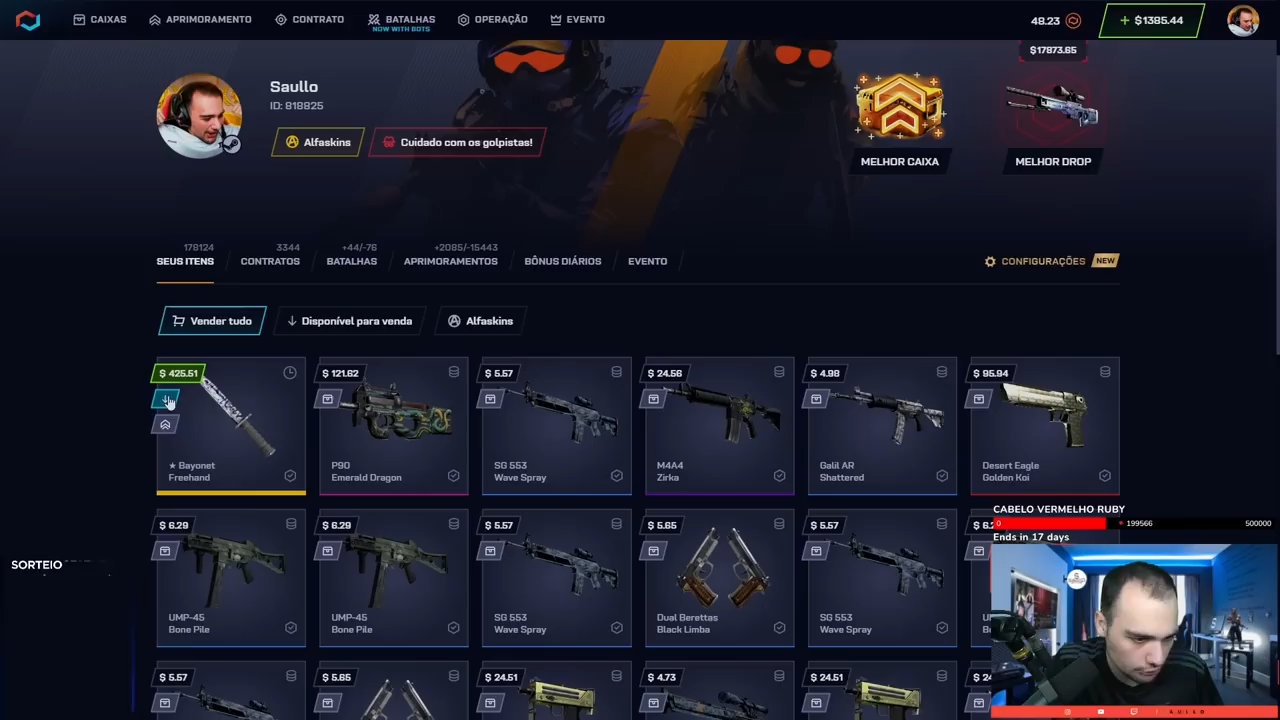 CAIXAS
APRIMORAMENTO
CONTRATO
BATALHAS
NOW WITH BOTS
OPERAÇÃO
EVENTO
48.23
+ $1385.44
$17873.65
Saullo
ID: 818825
Alfaskins
Cuidado com os golpistas!
MELHOR CAIXA
MELHOR DROP
178124
SEUS ITENS
3344
CONTRATOS
+44/-76
BATALHAS
+2085/-15443
APRIMORAMENTOS
BÔNUS DIÁRIOS
EVENTO
CONFIGURAÇÕES NEW
Vender tudo
Disponível para venda
Alfaskins
$ 425.51
★ Bayonet
Freehand
$ 121.62
P90
Emerald Dragon
$ 5.57
SG 553
Wave Spray
$ 24.56
M4A4
Zirka
$ 4.98
Galil AR
Shattered
$ 95.94
Desert Eagle
Golden Koi
$ 6.29
UMP-45
Bone Pile
$ 6.29
UMP-45
Bone Pile
$ 5.57
SG 553
Wave Spray
$ 5.65
Dual Berettas
Black Limba
$ 5.57
SG 553
Wave Spray
CABELO VERMELHO RUBY
0
199566
500000
Ends in 17 days
SORTEIO
$ 5.57
$ 5.65
$ 24.51
$ 4.73
$ 24.51